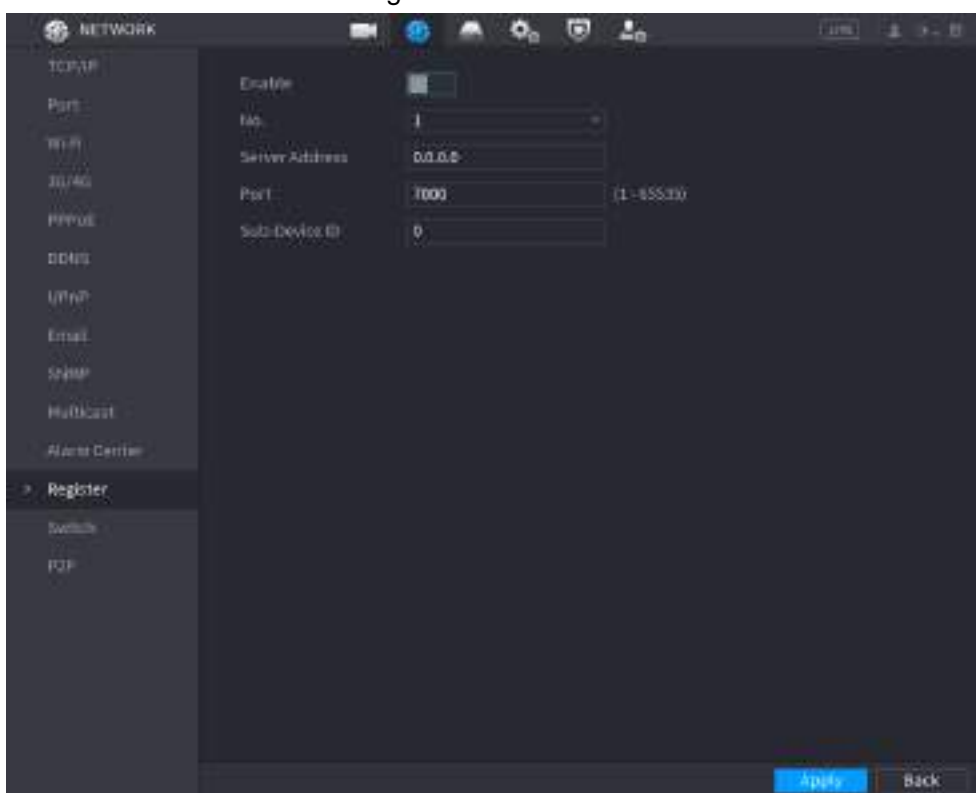 NETWORK
LIVE
TCP/IP
Port
Wi-Fi
3G/4G
PPPoE
DDNS
UPnP
Email
SNMP
Multicast
Alarm Center
Register
Switch
P2P
Enable
No. 1
Server Address 0.0.0.0
Port 7000 (1 - 65535)
Sub-Device ID 0
Apply Back